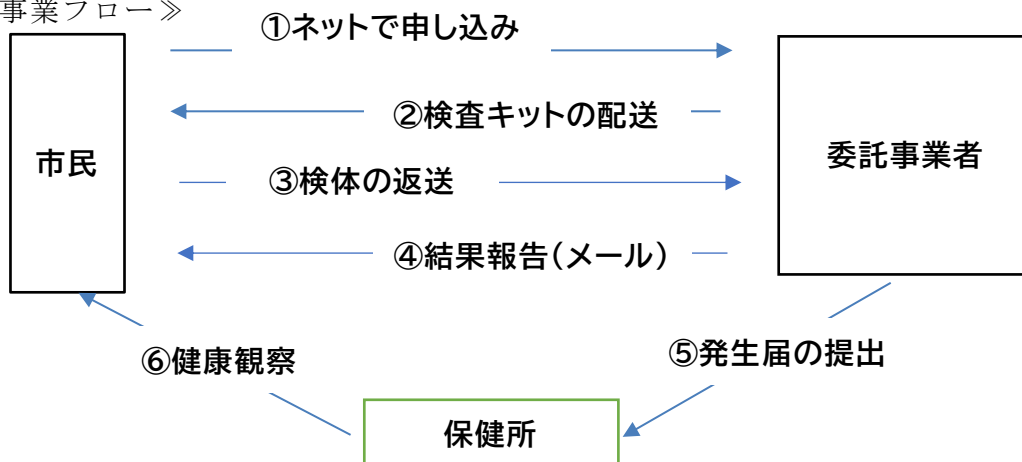 事業フロー≫
①ネットで申し込み
②検査キットの配送
市民
委託事業者
③検体の返送
④結果報告(メール)
⑥健康観察
⑤発生届の提出
保健所